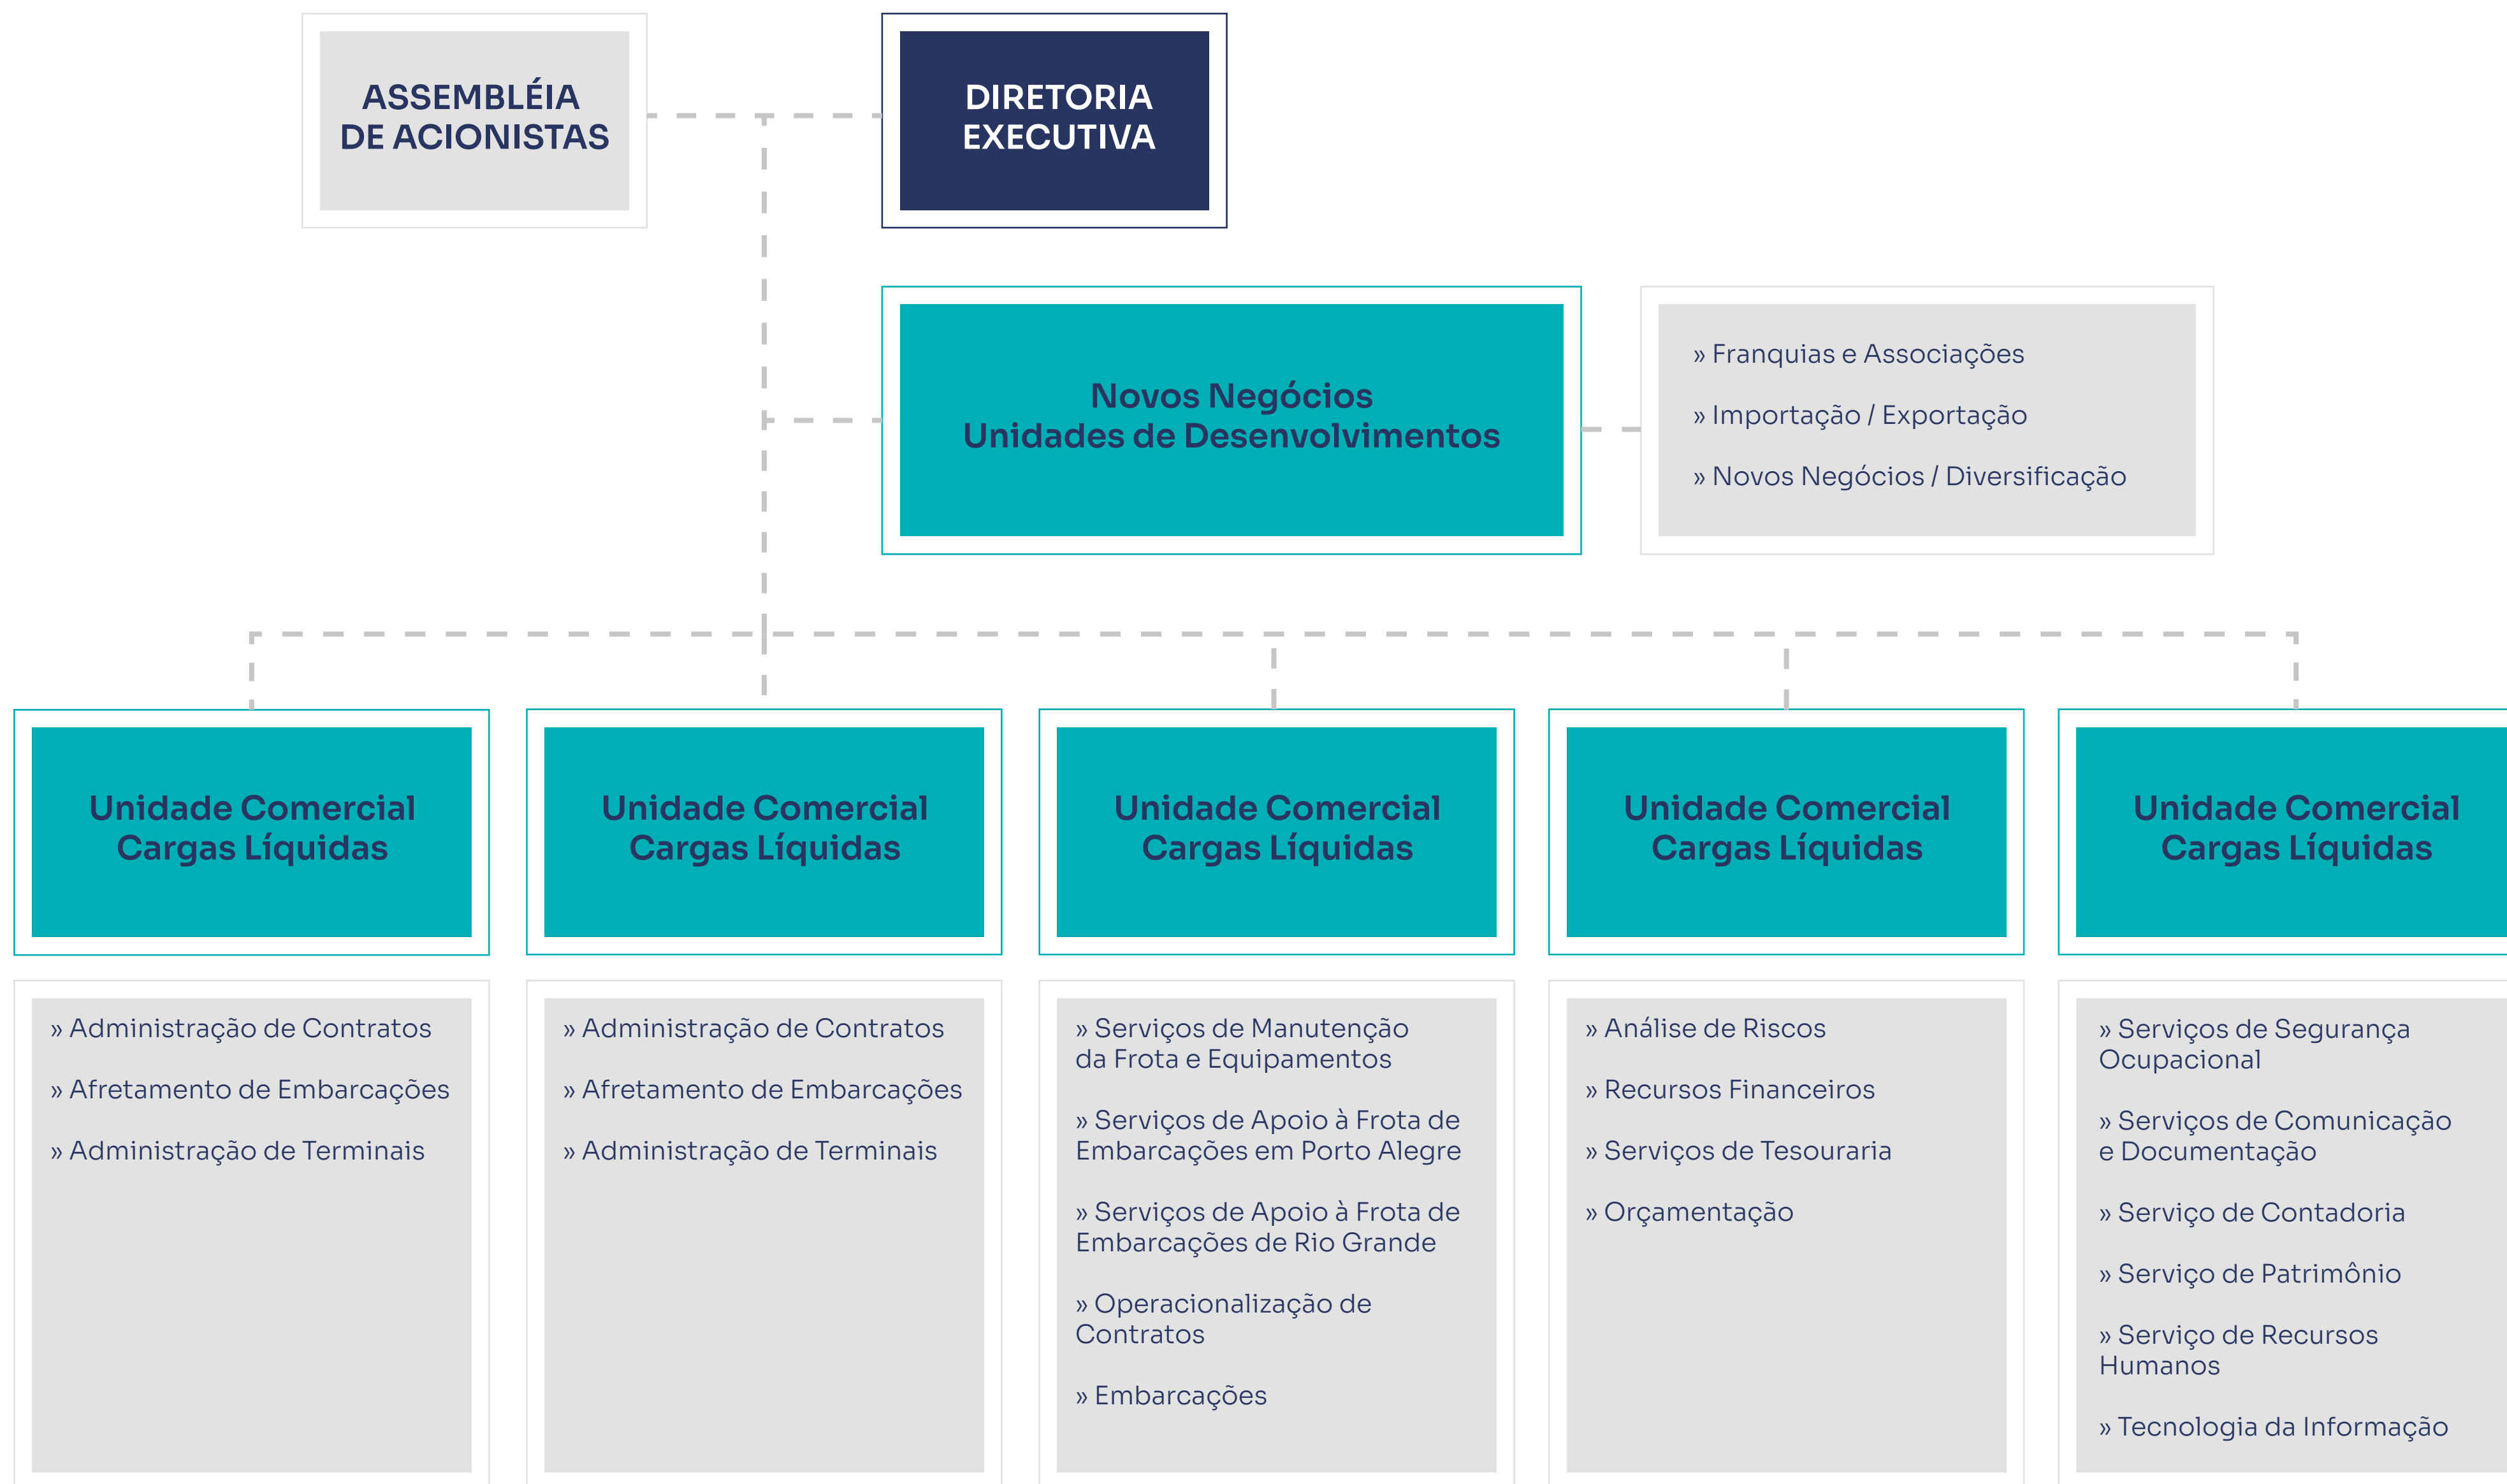 ASSEMBLÉIA
DE ACIONISTAS
DIRETORIA
EXECUTIVA
Novos Negócios
Unidades de Desenvolvimentos
» Franquias e Associações
» Importação / Exportação
» Novos Negócios / Diversificação
Unidade Comercial
Cargas Líquidas
» Administração de Contratos
» Afretamento de Embarcações
» Administração de Terminais
Unidade Comercial
Cargas Líquidas
» Administração de Contratos
» Afretamento de Embarcações
» Administração de Terminais
Unidade Comercial
Cargas Líquidas
» Serviços de Manutenção
da Frota e Equipamentos
» Serviços de Apoio à Frota de
Embarcações em Porto Alegre
» Serviços de Apoio à Frota de
Embarcações de Rio Grande
» Operacionalização de
Contratos
» Embarcações
Unidade Comercial
Cargas Líquidas
» Análise de Riscos
» Recursos Financeiros
» Serviços de Tesouraria
» Orçamentação
Unidade Comercial
Cargas Líquidas
» Serviços de Segurança
Ocupacional
» Serviços de Comunicação
e Documentação
» Serviço de Contadoria
» Serviço de Patrimônio
» Serviço de Recursos
Humanos
» Tecnologia da Informação